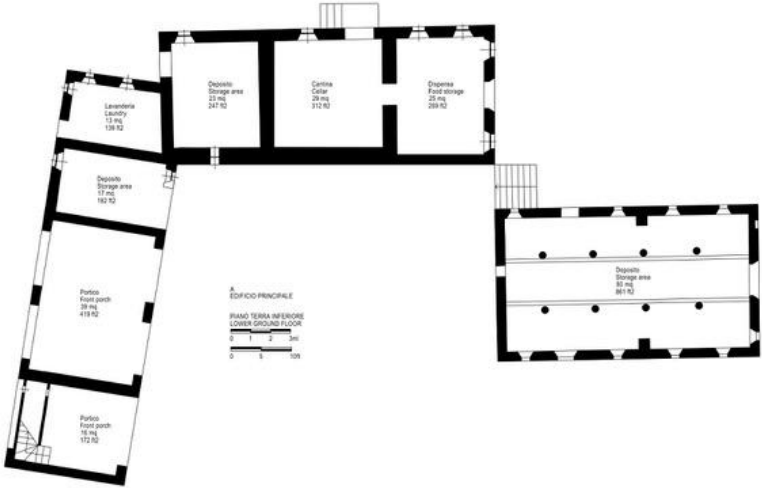 Deposito
Storage area
23 mq
247 ft2
Cantina
Cellar
29 mq
312 ft2
Dispensa
Food storage
25 mq
269 ft2
Lavanderia
Laundry
13 mq
139 ft2
Deposito
Storage area
17 mq
182 ft2
Portico
Front porch
39 mq
419 ft2
Deposito
Storage area
80 mq
861 ft2
A
EDIFICIO PRINCIPALE
PIANO TERRA INFERIORE
LOWER GROUND FLOOR
0 1 2 3mt
0 5 10ft
Portico
Front porch
16 mq
172 ft2